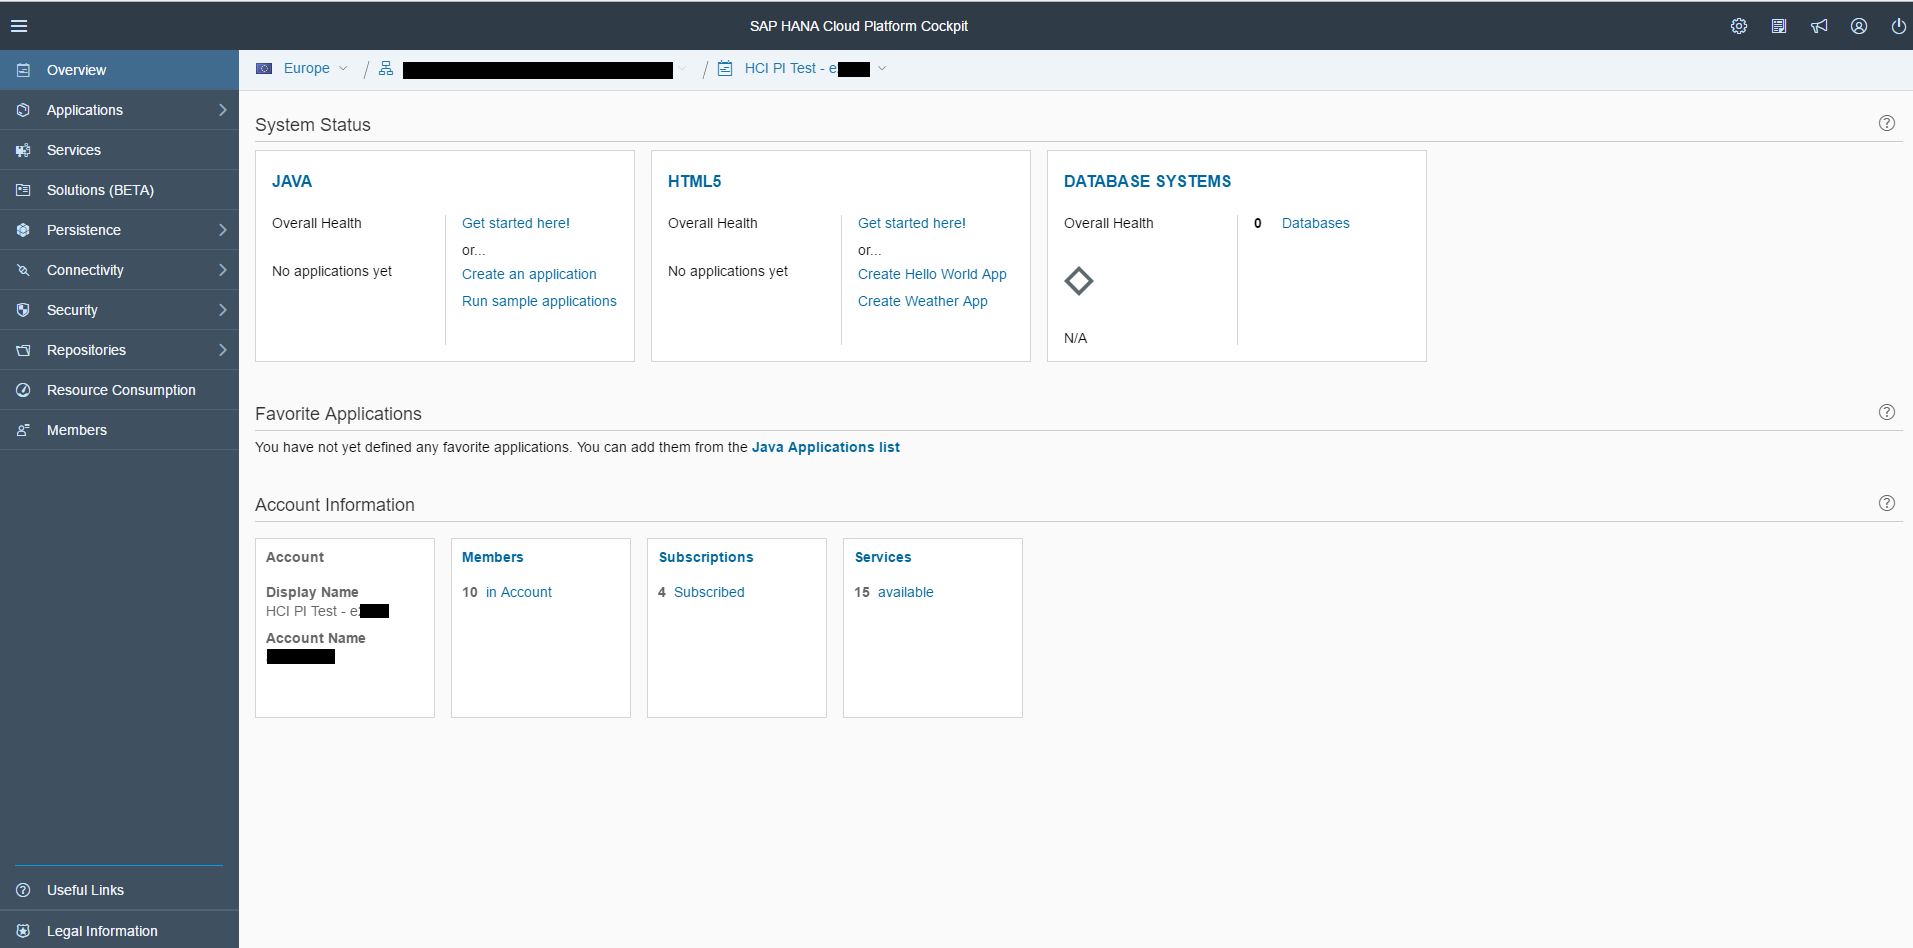 SAP HANA Cloud Platform Cockpit
Overview
Applications
Services
Solutions (BETA)
Persistence
Connectivity
Security
Repositories
Resource Consumption
Members
Useful Links
Legal Information
Europe / / HCI PI Test - e
System Status
JAVA
Overall Health
No applications yet
Get started here!
or...
Create an application
Run sample applications
HTML5
Overall Health
No applications yet
Get started here!
or...
Create Hello World App
Create Weather App
DATABASE SYSTEMS
Overall Health
N/A
0 Databases
Favorite Applications
You have not yet defined any favorite applications. You can add them from the Java Applications list
Account Information
Account
Display Name
HCI PI Test - e
Account Name
Members
10 in Account
Subscriptions
4 Subscribed
Services
15 available